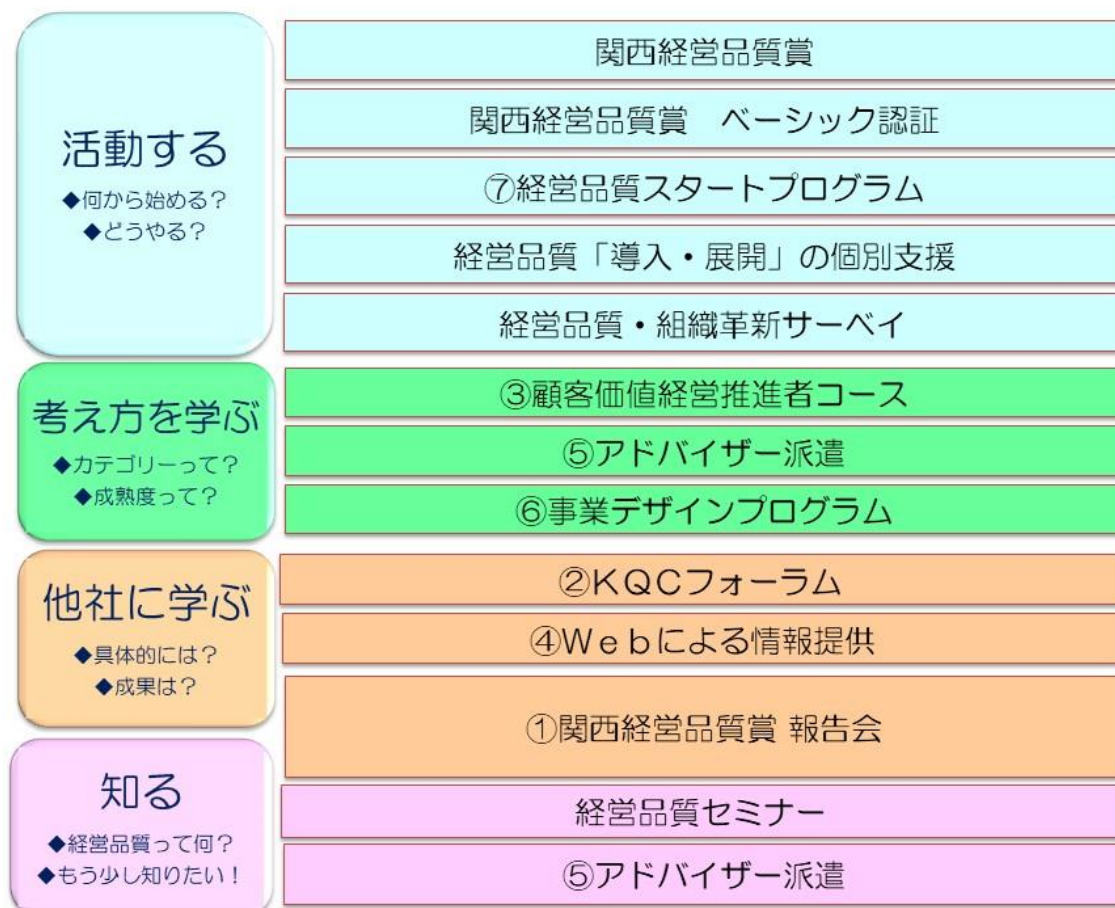 活動する
◆何から始める？
◆どうやる？
関西経営品質賞
関西経営品質賞　ベーシック認証
⑦経営品質スタートプログラム
経営品質「導入・展開」の個別支援
経営品質・組織革新サーベイ
考え方を学ぶ
◆カテゴリーって？
◆成熟度って？
③顧客価値経営推進者コース
⑤アドバイザー派遣
⑥事業デザインプログラム
他社に学ぶ
◆具体的には？
◆成果は？
②ＫＱＣフォーラム
④Ｗｅｂによる情報提供
①関西経営品質賞 報告会
知る
◆経営品質って何？
◆もう少し知りたい！
経営品質セミナー
⑤アドバイザー派遣